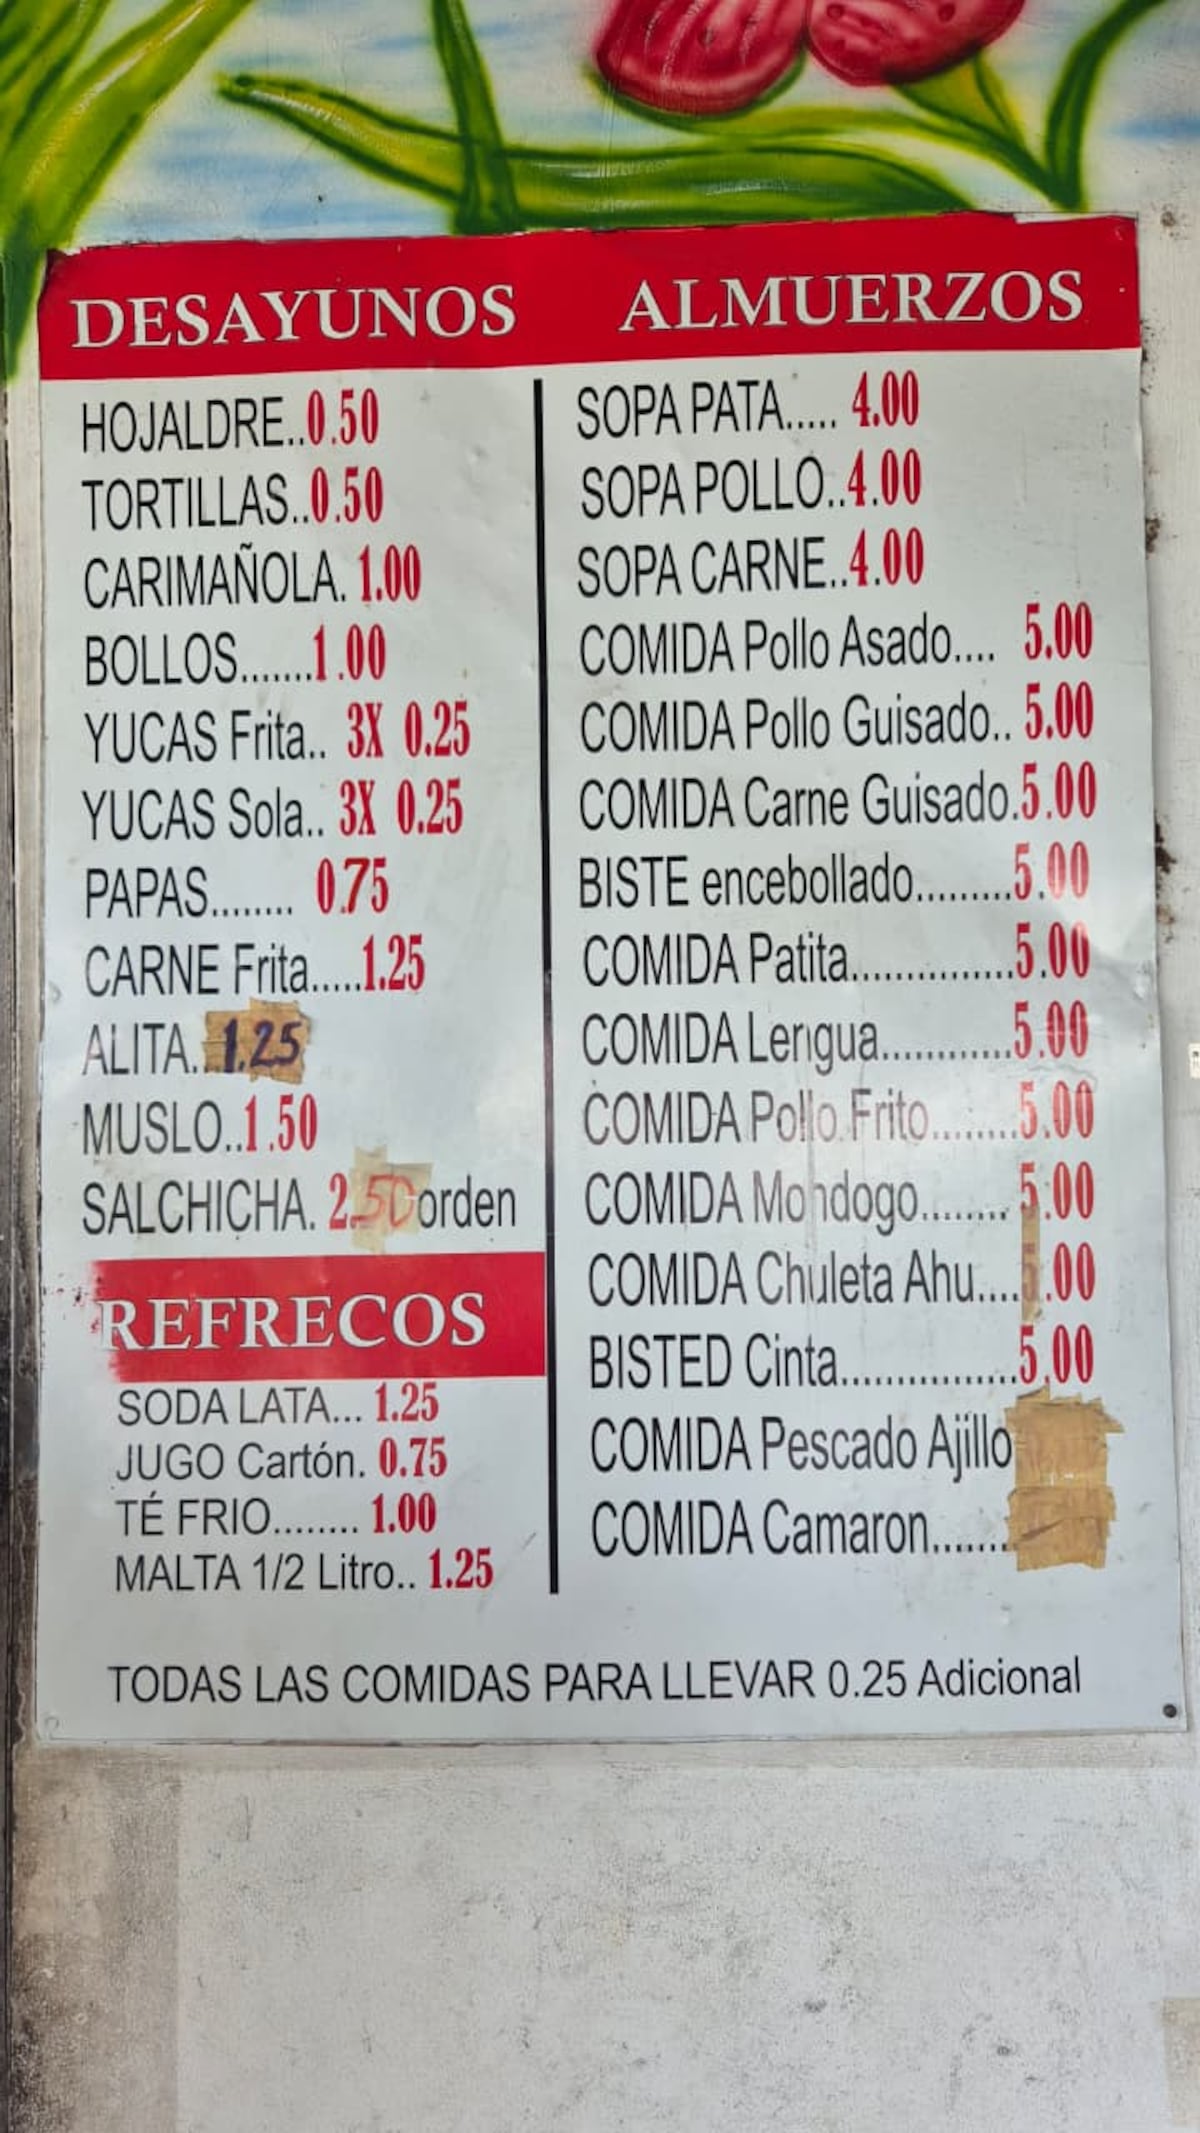 DESAYUNOS
HOJALDRE..0.50
TORTILLAS..0.50
CARIMAÑOLA. 1.00
BOLLOS.......1.00
YUCAS Frita.. 3X 0.25
YUCAS Sola.. 3X 0.25
PAPAS........ 0.75
CARNE Frita.....1.25
ALITA..1.25
MUSLO..1.50
SALCHICHA. 2.50 orden
REFRECOS
SODA LATA... 1.25
JUGO Cartón. 0.75
TÉ FRIO........ 1.00
MALTA 1/2 Litro.. 1.25
ALMUERZOS
SOPA PATA..... 4.00
SOPA POLLO..4.00
SOPA CARNE..4.00
COMIDA Pollo Asado.... 5.00
COMIDA Pollo Guisado.. 5.00
COMIDA Carne Guisado.5.00
BISTE encebollado.........5.00
COMIDA Patita...............5.00
COMIDA Lengua............5.00
COMIDA Pollo Frito........5.00
COMIDA Mondogo........ 5.00
COMIDA Chuleta Ahu....5.00
BISTED Cinta................5.00
COMIDA Pescado Ajillo
COMIDA Camaron.......
TODAS LAS COMIDAS PARA LLEVAR 0.25 Adicional